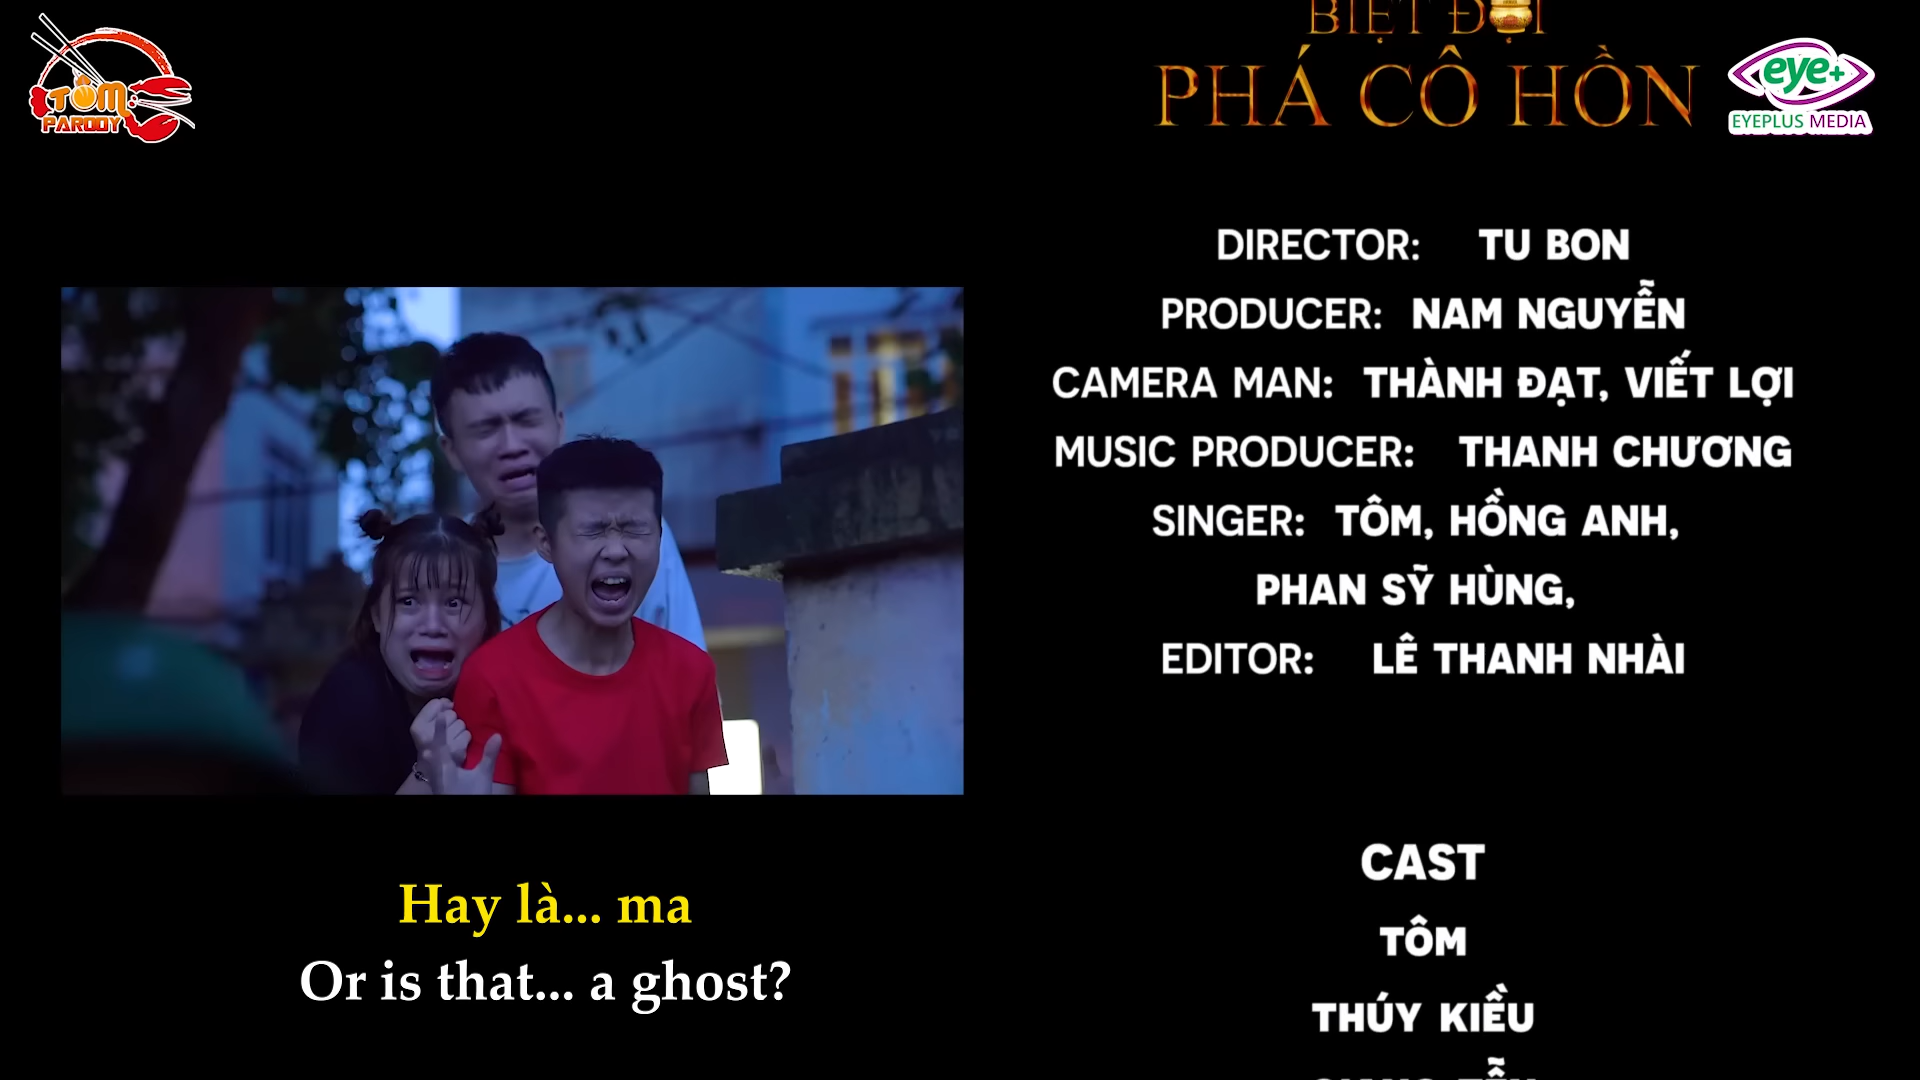 TÔM
PARODY
BIỆT ĐỘI
PHÁ CÔ HỒN
eye+
EYEPLUS MEDIA
DIRECTOR: TU BON
PRODUCER: NAM NGUYỄN
CAMERA MAN: THÀNH ĐẠT, VIẾT LỢI
MUSIC PRODUCER: THANH CHƯƠNG
SINGER: TÔM, HỒNG ANH,
PHAN SỸ HÙNG,
EDITOR: LÊ THANH NHÀI
CAST
TÔM
THÚY KIỀU
Hay là... ma
Or is that... a ghost?